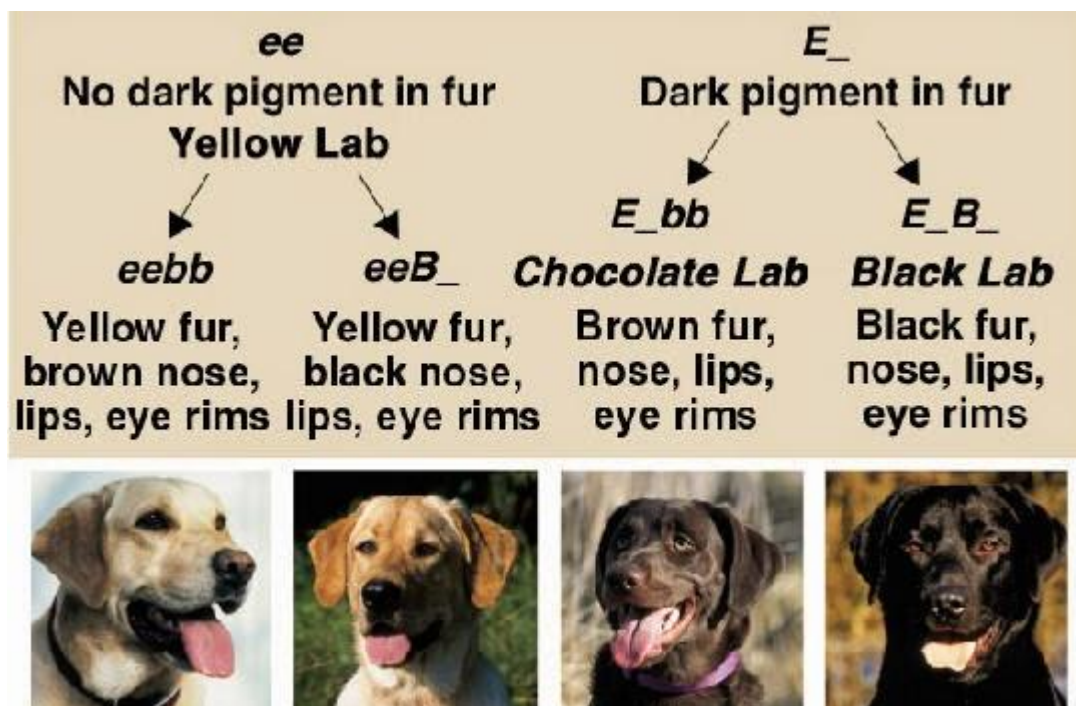 ee
No dark pigment in fur
Yellow Lab
eebb
Yellow fur,
brown nose,
lips, eye rims
eeB_
Yellow fur,
black nose,
lips, eye rims
E_
Dark pigment in fur
E_bb
Chocolate Lab
Brown fur,
nose, lips,
eye rims
E_B_
Black Lab
Black fur,
nose, lips,
eye rims